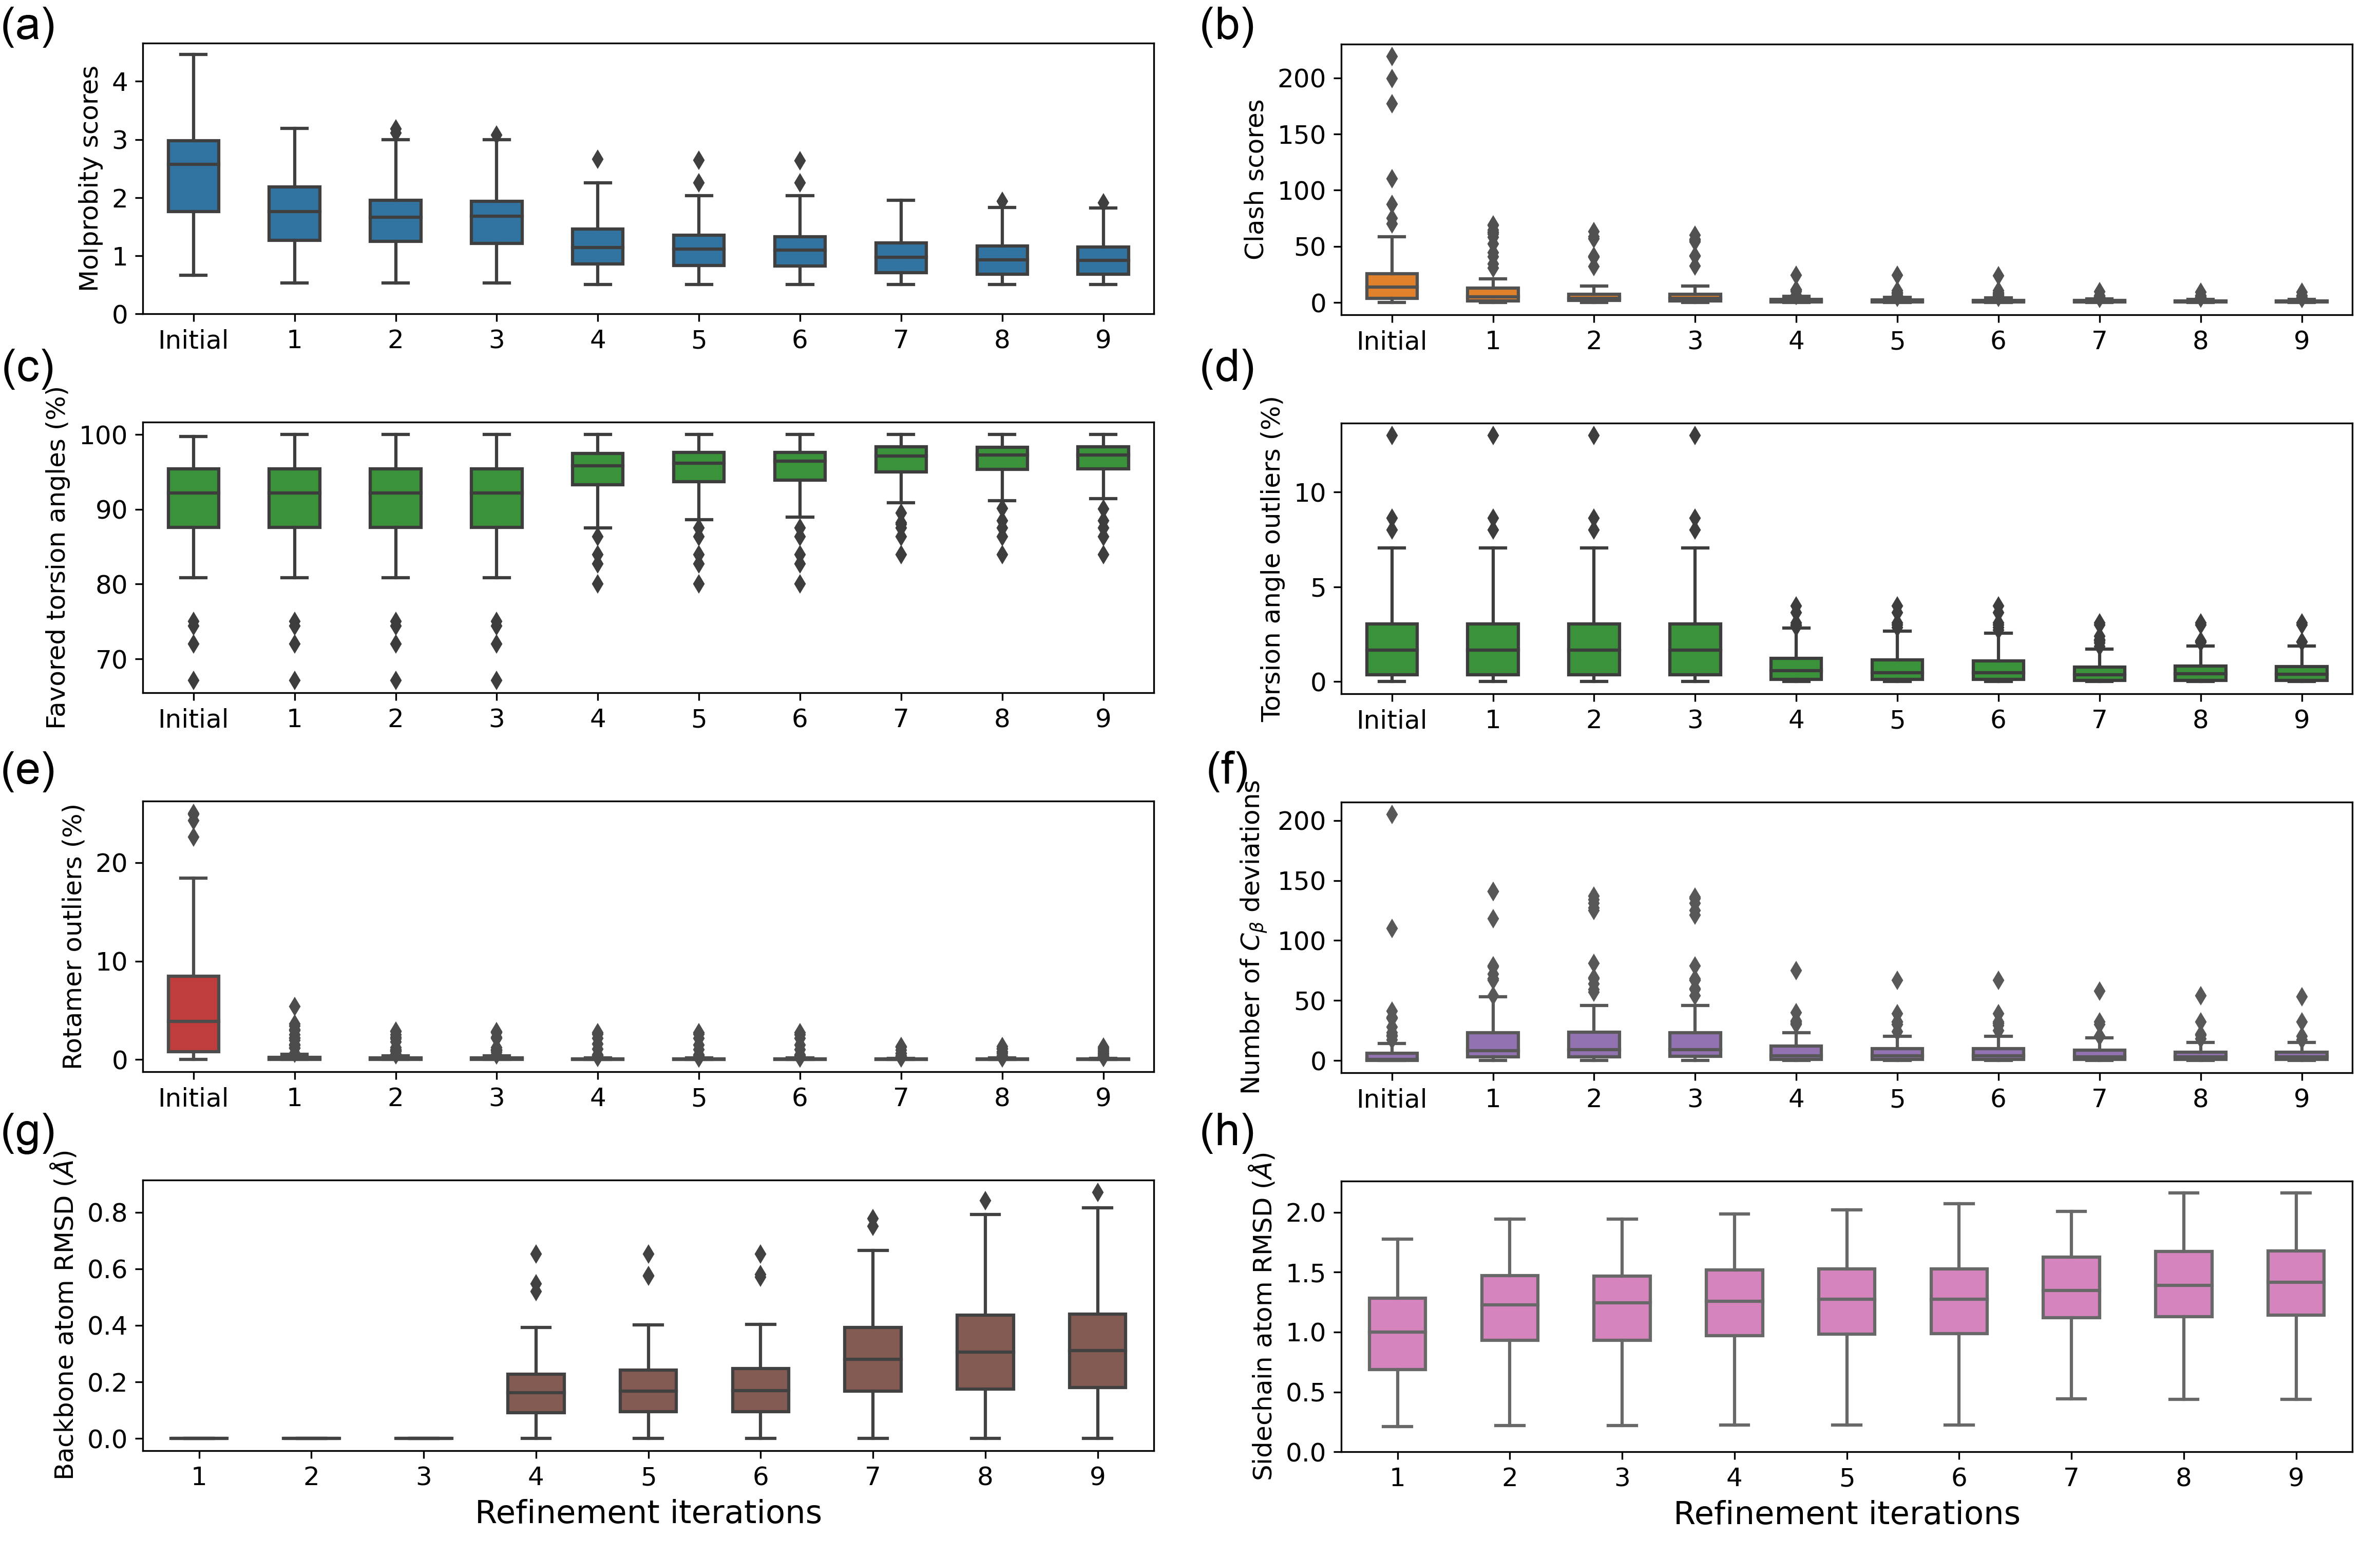 (a)
Molprobity scores
4
3
2
1
0
Initial 1 2 3 4 5 6 7 8 9
(b)
Clash scores
200
150
100
50
0
Initial 1 2 3 4 5 6 7 8 9
(c)
Favored torsion angles (%)
100
90
80
70
Initial 1 2 3 4 5 6 7 8 9
(d)
Torsion angle outliers (%)
10
5
0
Initial 1 2 3 4 5 6 7 8 9
(e)
Rotamer outliers (%)
20
10
0
Initial 1 2 3 4 5 6 7 8 9
(f)
Number of Cβ deviations
200
150
100
50
0
Initial 1 2 3 4 5 6 7 8 9
(g)
Backbone atom RMSD (Å)
0.8
0.6
0.4
0.2
0.0
1 2 3 4 5 6 7 8 9
Refinement iterations
(h)
Sidechain atom RMSD (Å)
2.0
1.5
1.0
0.5
0.0
1 2 3 4 5 6 7 8 9
Refinement iterations